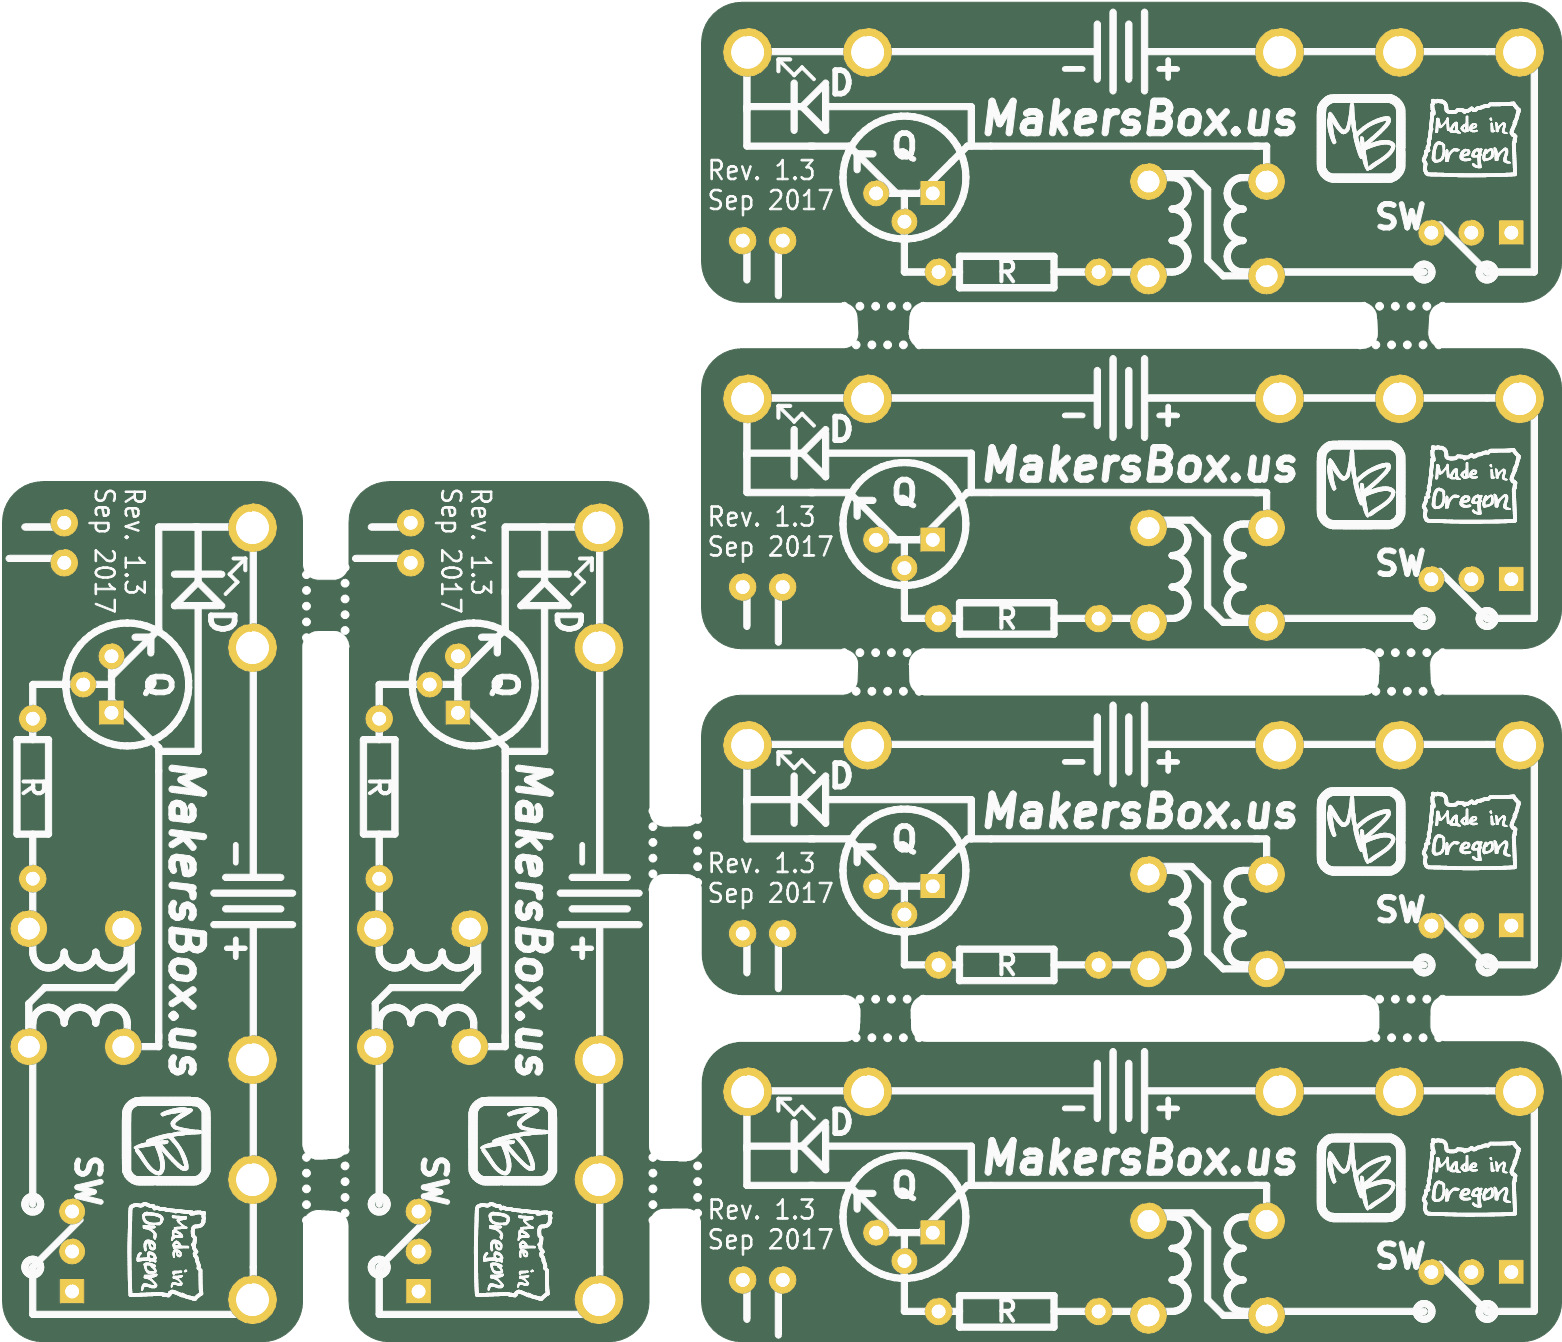 - +
D
MakersBox.us
Q
MB
Made in
Oregon
Rev. 1.3
Sep 2017
SW
R
- +
D
MakersBox.us
Q
MB
Made in
Oregon
Rev. 1.3
Sep 2017
SW
R
- +
D
MakersBox.us
Q
MB
Made in
Oregon
Rev. 1.3
Sep 2017
SW
R
- +
D
MakersBox.us
Q
MB
Made in
Oregon
Rev. 1.3
Sep 2017
SW
R
Rev. 1.3
Sep 2017
D
Q
R
MakersBox.us
- +
MB
SW
Made in
Oregon
Rev. 1.3
Sep 2017
D
Q
R
MakersBox.us
- +
MB
SW
Made in
Oregon